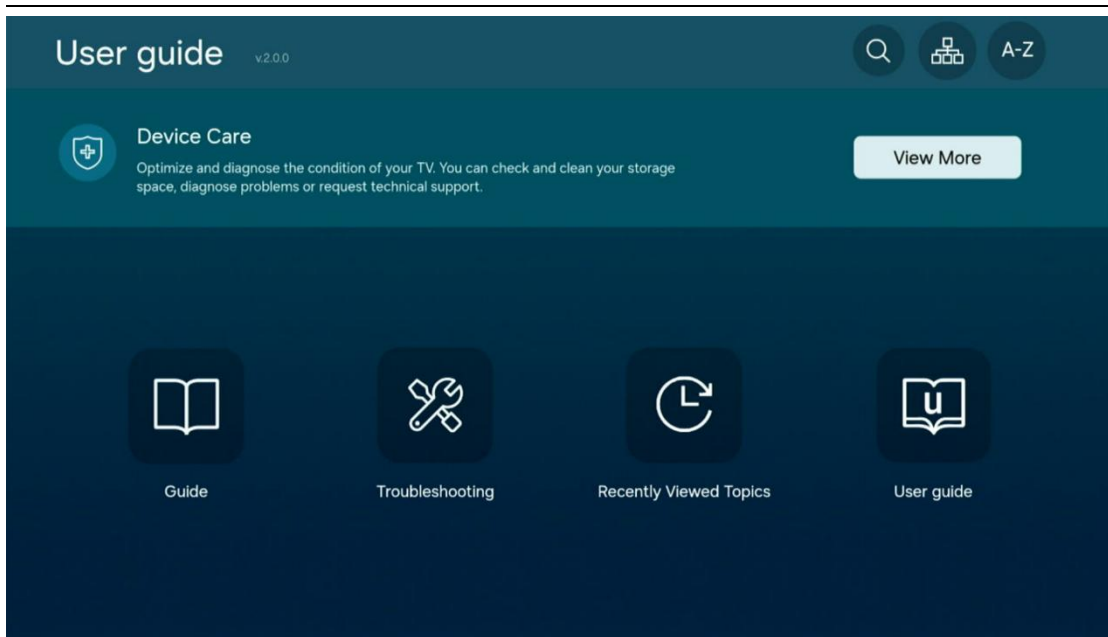 User guide v.2.0.0
A-Z
Device Care
Optimize and diagnose the condition of your TV. You can check and clean your storage
space, diagnose problems or request technical support.
View More
u
Guide
Troubleshooting
Recently Viewed Topics
User guide